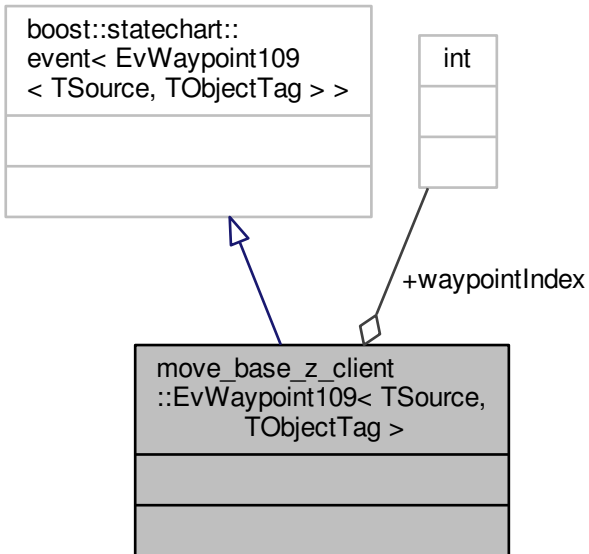 boost::statechart::
event< EvWaypoint109
< TSource, TObjectTag > >
int
+waypointIndex
move_base_z_client
::EvWaypoint109< TSource,
TObjectTag >